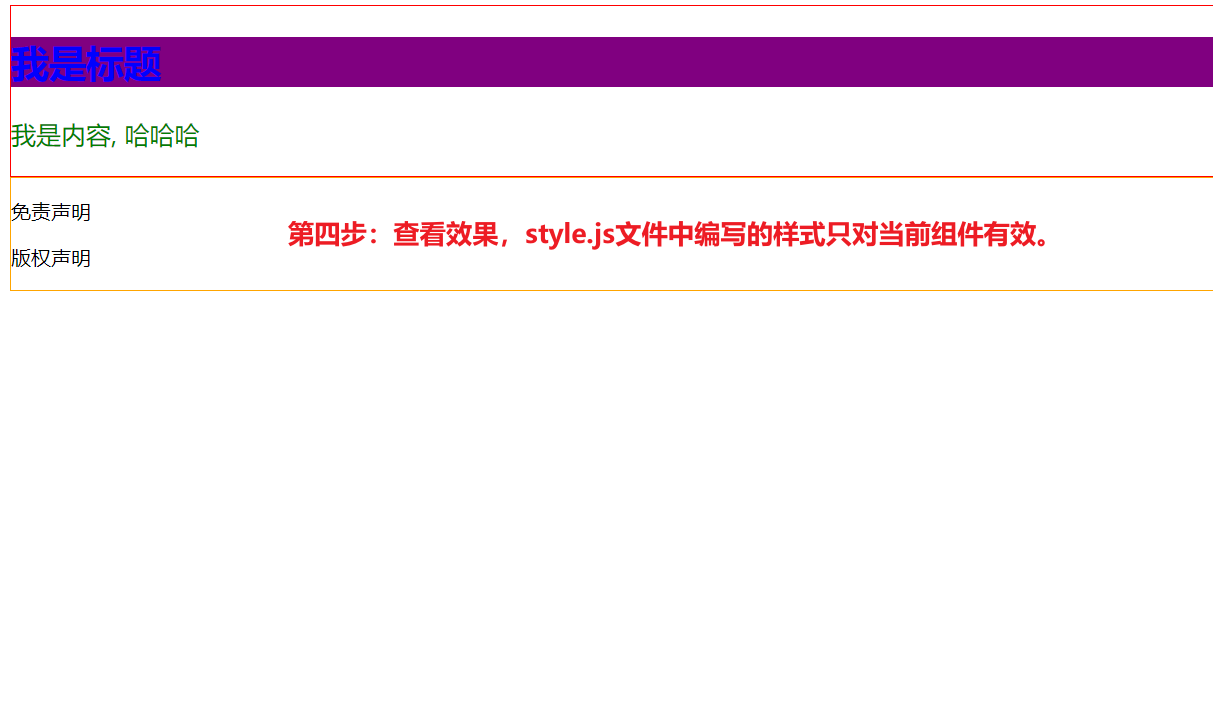 我是标题
我是内容, 哈哈哈
免责声明
第四步：查看效果，style.js文件中编写的样式只对当前组件有效。
版权声明